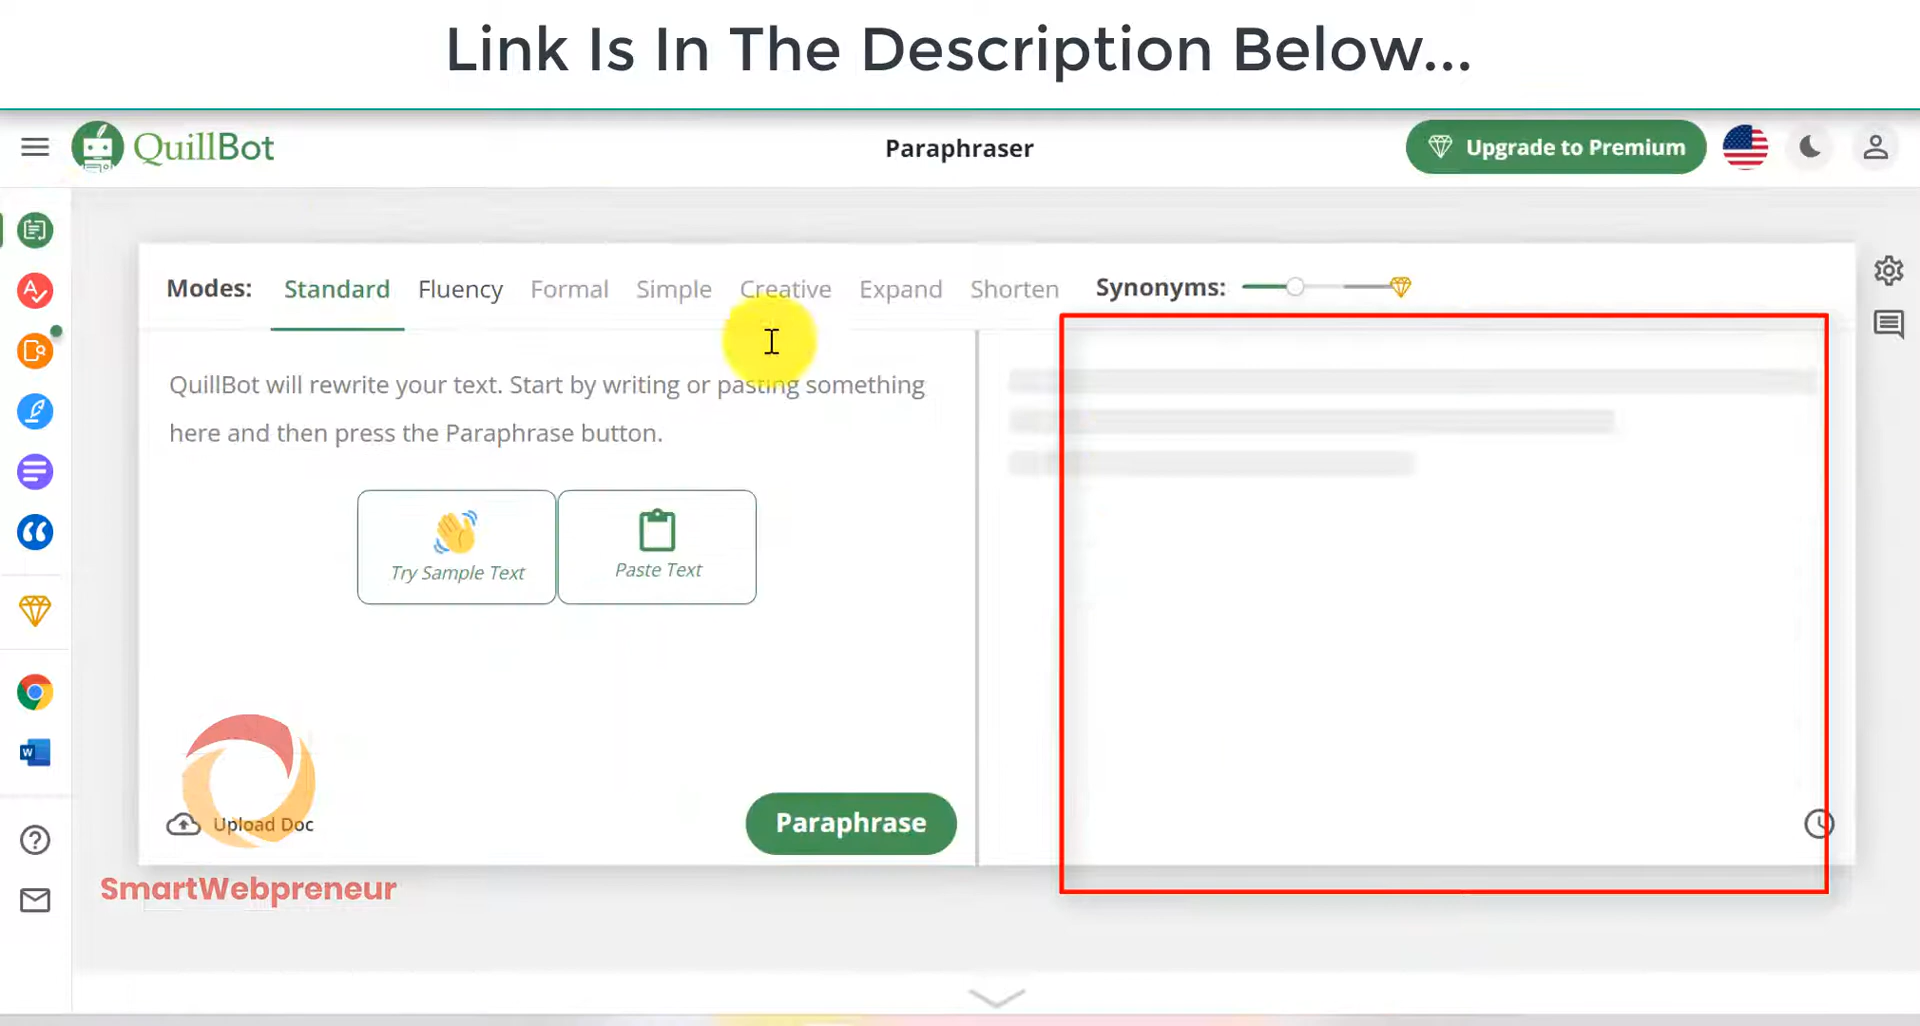 Link Is In The Description Below...
QuillBot
Paraphraser
Upgrade to Premium
Modes: Standard Fluency Formal Simple Creative Expand Shorten Synonyms:
QuillBot will rewrite your text. Start by writing or pasting something
here and then press the Paraphrase button.
Try Sample Text
Paste Text
Upload Doc
Paraphrase
SmartWebpreneur